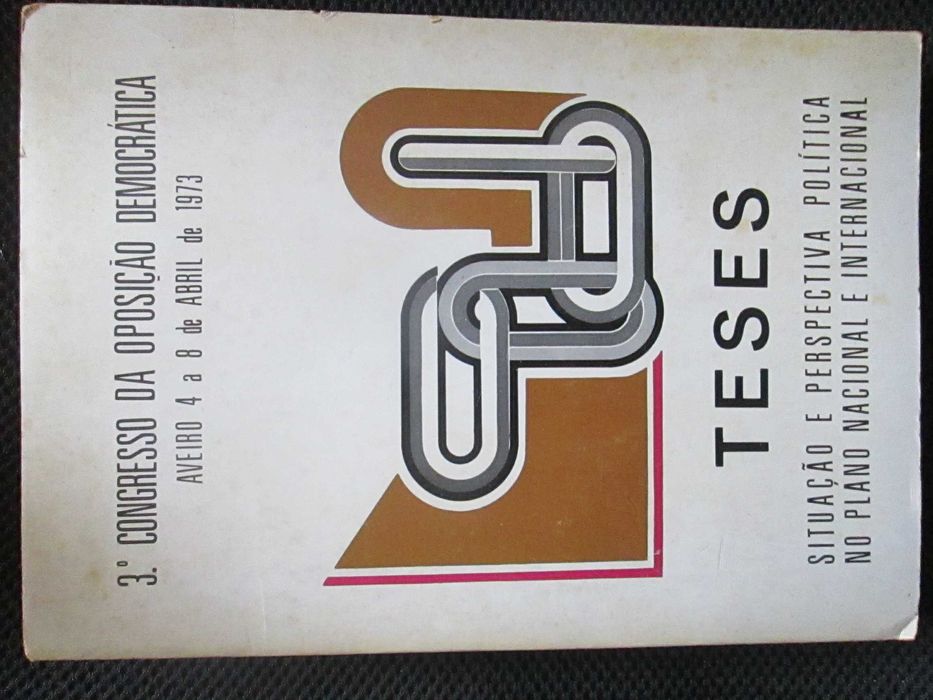 3.º CONGRESSO DA OPOSIÇÃO DEMOCRÁTICA
AVEIRO 4 a 8 de ABRIL de 1973
TESES
SITUAÇÃO E PERSPECTIVA POLÍTICA
NO PLANO NACIONAL E INTERNACIONAL